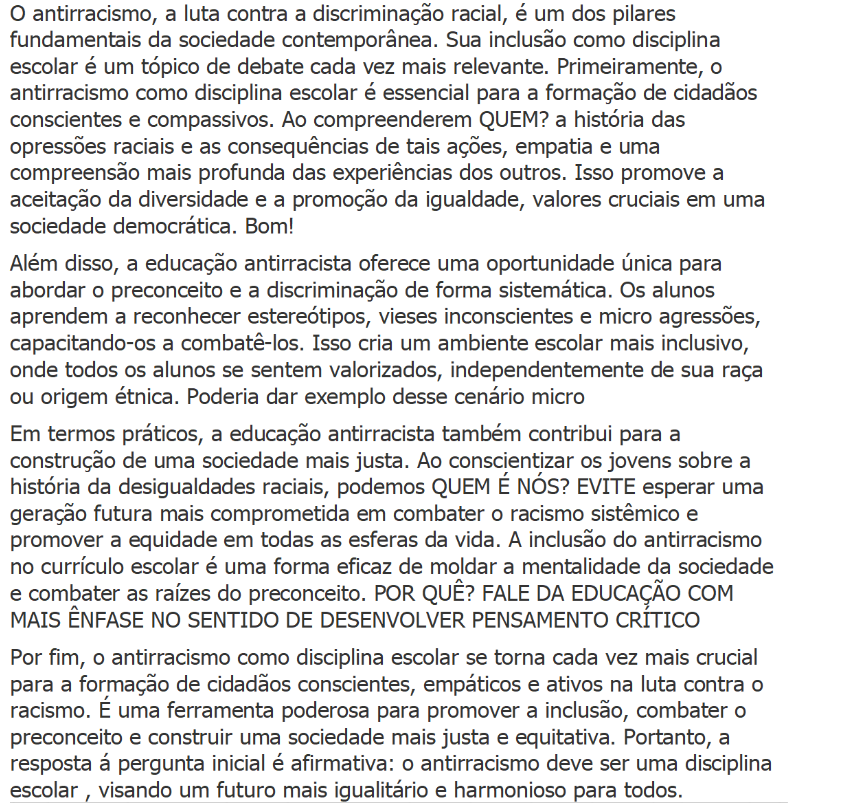 O antirracismo, a luta contra a discriminação racial, é um dos pilares
fundamentais da sociedade contemporânea. Sua inclusão como disciplina
escolar é um tópico de debate cada vez mais relevante. Primeiramente, o
antirracismo como disciplina escolar é essencial para a formação de cidadãos
conscientes e compassivos. Ao compreenderem QUEM? a história das
opressões raciais e as consequências de tais ações, empatia e uma
compreensão mais profunda das experiências dos outros. Isso promove a
aceitação da diversidade e a promoção da igualdade, valores cruciais em uma
sociedade democrática. Bom!
Além disso, a educação antirracista oferece uma oportunidade única para
abordar o preconceito e a discriminação de forma sistemática. Os alunos
aprendem a reconhecer estereótipos, vieses inconscientes e micro agressões,
capacitando-os a combatê-los. Isso cria um ambiente escolar mais inclusivo,
onde todos os alunos se sentem valorizados, independentemente de sua raça
ou origem étnica. Poderia dar exemplo desse cenário micro
Em termos práticos, a educação antirracista também contribui para a
construção de uma sociedade mais justa. Ao conscientizar os jovens sobre a
história da desigualdades raciais, podemos QUEM É NÓS? EVITE esperar uma
geração futura mais comprometida em combater o racismo sistêmico e
promover a equidade em todas as esferas da vida. A inclusão do antirracismo
no currículo escolar é uma forma eficaz de moldar a mentalidade da sociedade
e combater as raízes do preconceito. POR QUÊ? FALE DA EDUCAÇÃO COM
MAIS ÊNFASE NO SENTIDO DE DESENVOLVER PENSAMENTO CRÍTICO
Por fim, o antirracismo como disciplina escolar se torna cada vez mais crucial
para a formação de cidadãos conscientes, empáticos e ativos na luta contra o
racismo. É uma ferramenta poderosa para promover a inclusão, combater o
preconceito e construir uma sociedade mais justa e equitativa. Portanto, a
resposta á pergunta inicial é afirmativa: o antirracismo deve ser uma disciplina
escolar , visando um futuro mais igualitário e harmonioso para todos.